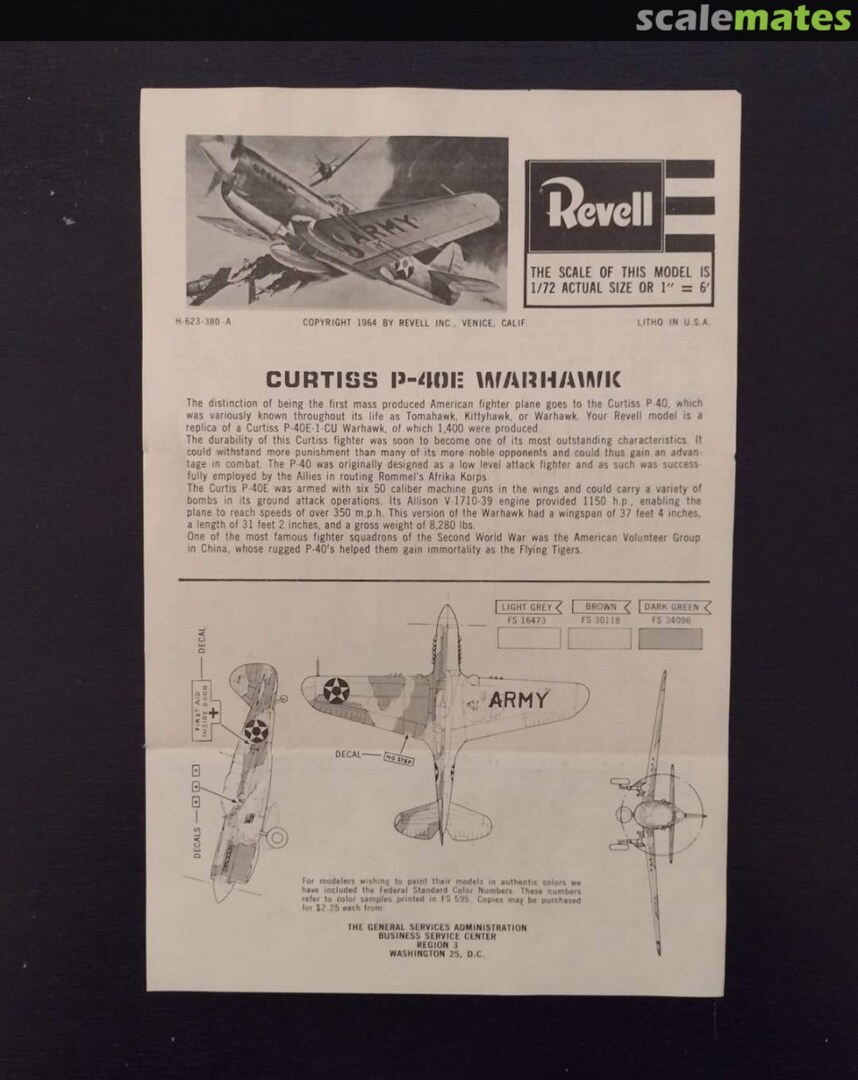 scalemates
ARMY
Revell
THE SCALE OF THIS MODEL IS
1/72 ACTUAL SIZE OR 1" = 6'
H-623-380-A
COPYRIGHT 1964 BY REVELL INC., VENICE, CALIF.
LITHO IN U.S.A.
CURTISS P-40E WARHAWK
The distinction of being the first mass produced American fighter plane goes to the Curtiss P-40, which
was variously known throughout its life as Tomahawk, Kittyhawk, or Warhawk. Your Revell model is a
replica of a Curtiss P-40E-1-CU Warhawk, of which 1,400 were produced.
The durability of this Curtiss fighter was soon to become one of its most outstanding characteristics. It
could withstand more punishment than many of its more noble opponents and could thus gain an advan-
tage in combat. The P-40 was originally designed as a low level attack fighter and as such was success-
fully employed by the Allies in routing Rommel's Afrika Korps.
The Curtis P-40E was armed with six 50 caliber machine guns in the wings and could carry a variety of
bombs in its ground attack operations. Its Allison V-1710-39 engine provided 1150 h.p., enabling the
plane to reach speeds of over 350 m.p.h. This version of the Warhawk had a wingspan of 37 feet 4 inches,
a length of 31 feet 2 inches, and a gross weight of 8,280 lbs.
One of the most famous fighter squadrons of the Second World War was the American Volunteer Group
in China, whose rugged P-40's helped them gain immortality as the Flying Tigers.
LIGHT GREY
FS 16473
BROWN
FS 30118
DARK GREEN
FS 34096
DECAL
FIRST AID
INSIDE DOOR
ARMY
DECAL
NO STEP
DECALS
For modelers wishing to paint their models in authentic colors we
have included the Federal Standard Color Numbers. These numbers
refer to color samples printed in FS 595. Copies may be purchased
for $2.25 each from:
THE GENERAL SERVICES ADMINISTRATION
BUSINESS SERVICE CENTER
REGION 3
WASHINGTON 25, D.C.